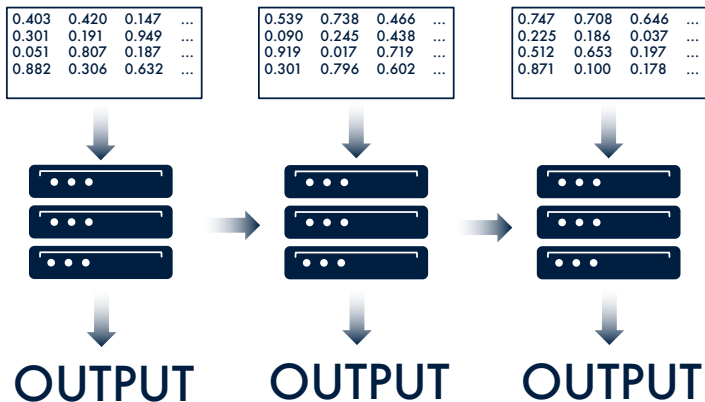 0.403 0.420 0.147 ...
0.301 0.191 0.949 ...
0.051 0.807 0.187 ...
0.882 0.306 0.632 ...
0.539 0.738 0.466 ...
0.090 0.245 0.438 ...
0.919 0.017 0.719 ...
0.301 0.796 0.602 ...
0.747 0.708 0.646 ...
0.225 0.186 0.037 ...
0.512 0.653 0.197 ...
0.871 0.100 0.178 ...
OUTPUT
OUTPUT
OUTPUT